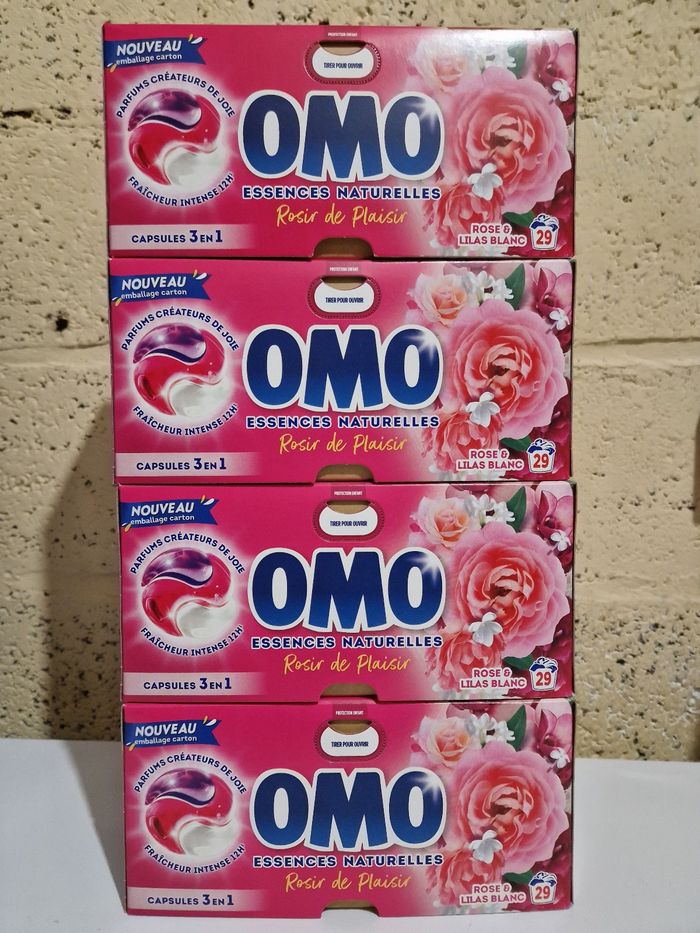 PROTECTION ENFANT
NOUVEAU
emballage carton
TIRER POUR OUVRIR
PARFUMS CRÉATEURS DE JOIE
FRAÎCHEUR INTENSE 12H
OMO
ESSENCES NATURELLES
Rosir de Plaisir
CAPSULES 3 EN 1
ROSE &
LILAS BLANC
29
PROTECTION ENFANT
NOUVEAU
emballage carton
TIRER POUR OUVRIR
PARFUMS CRÉATEURS DE JOIE
FRAÎCHEUR INTENSE 12H
OMO
ESSENCES NATURELLES
Rosir de Plaisir
CAPSULES 3 EN 1
ROSE &
LILAS BLANC
29
PROTECTION ENFANT
NOUVEAU
emballage carton
TIRER POUR OUVRIR
PARFUMS CRÉATEURS DE JOIE
FRAÎCHEUR INTENSE 12H
OMO
ESSENCES NATURELLES
Rosir de Plaisir
CAPSULES 3 EN 1
ROSE &
LILAS BLANC
29
PROTECTION ENFANT
NOUVEAU
emballage carton
TIRER POUR OUVRIR
PARFUMS CRÉATEURS DE JOIE
FRAÎCHEUR INTENSE 12H
OMO
ESSENCES NATURELLES
Rosir de Plaisir
CAPSULES 3 EN 1
ROSE &
LILAS BLANC
29